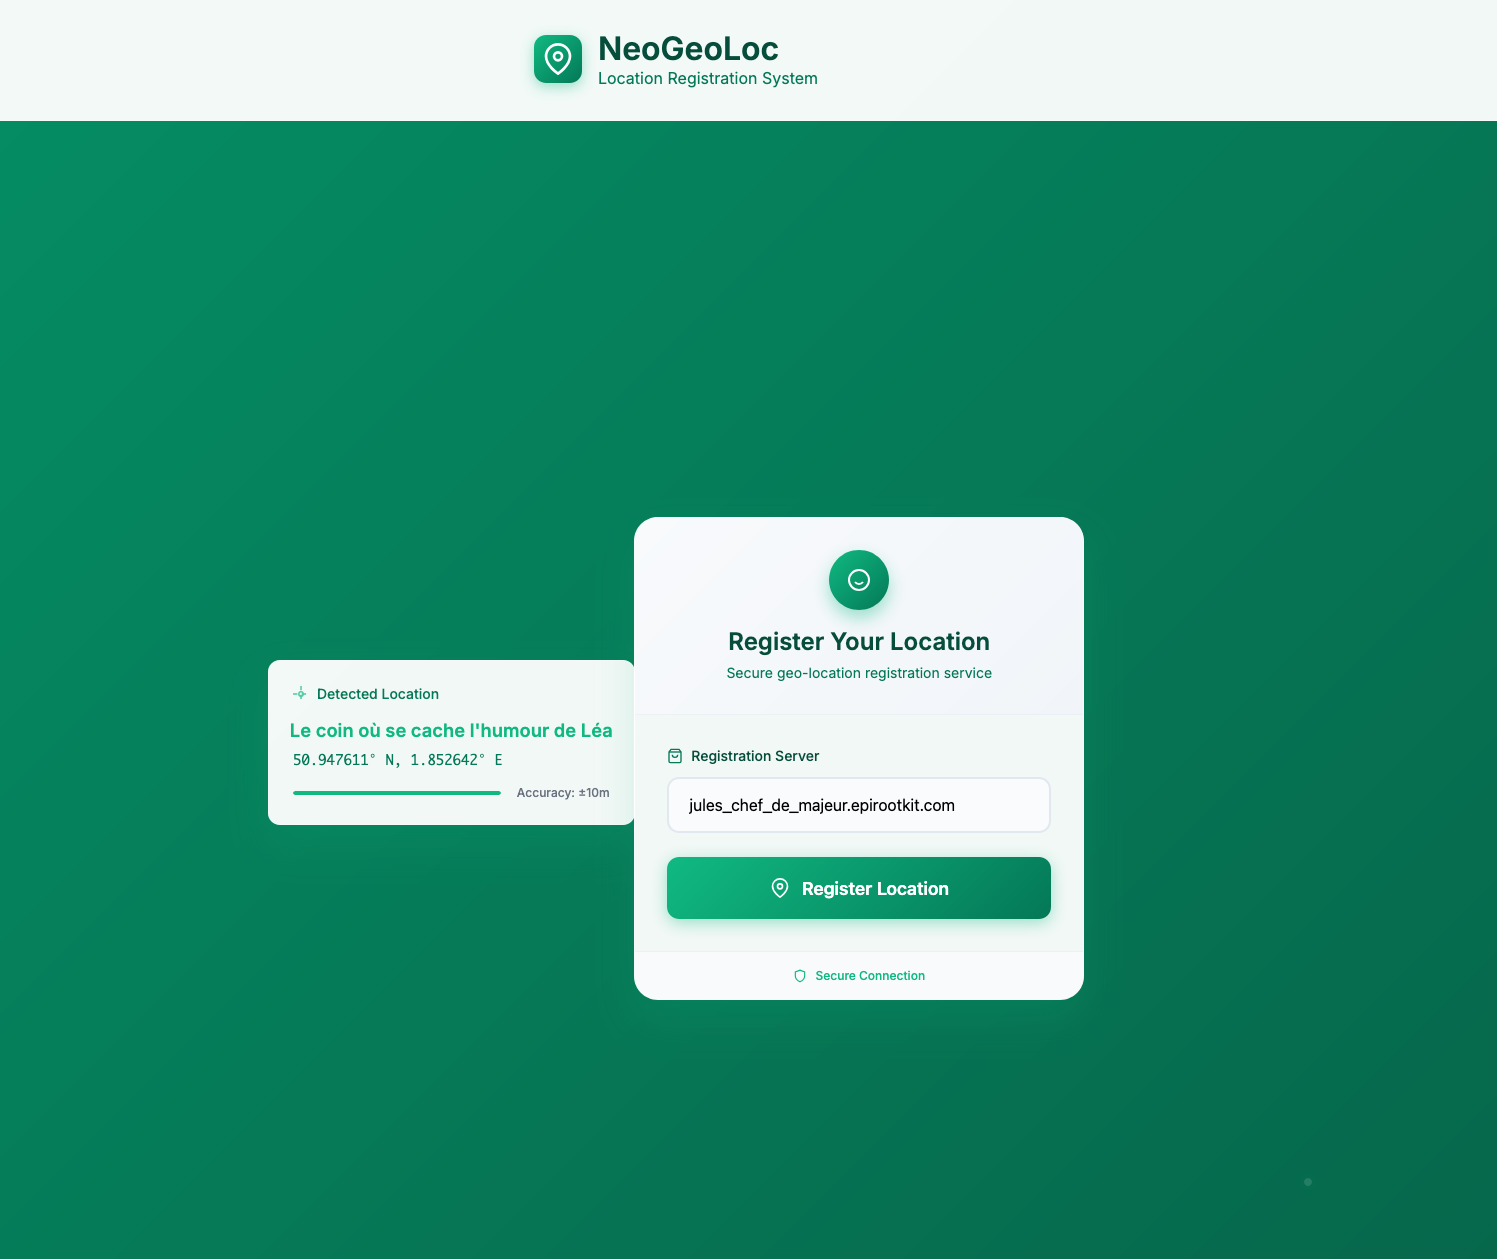 NeoGeoLoc
Location Registration System
Register Your Location
Secure geo-location registration service
Detected Location
Le coin où se cache l'humour de Léa
50.947611° N, 1.852642° E
Accuracy: ±10m
Registration Server
jules_chef_de_majeur.epirootkit.com
Register Location
Secure Connection